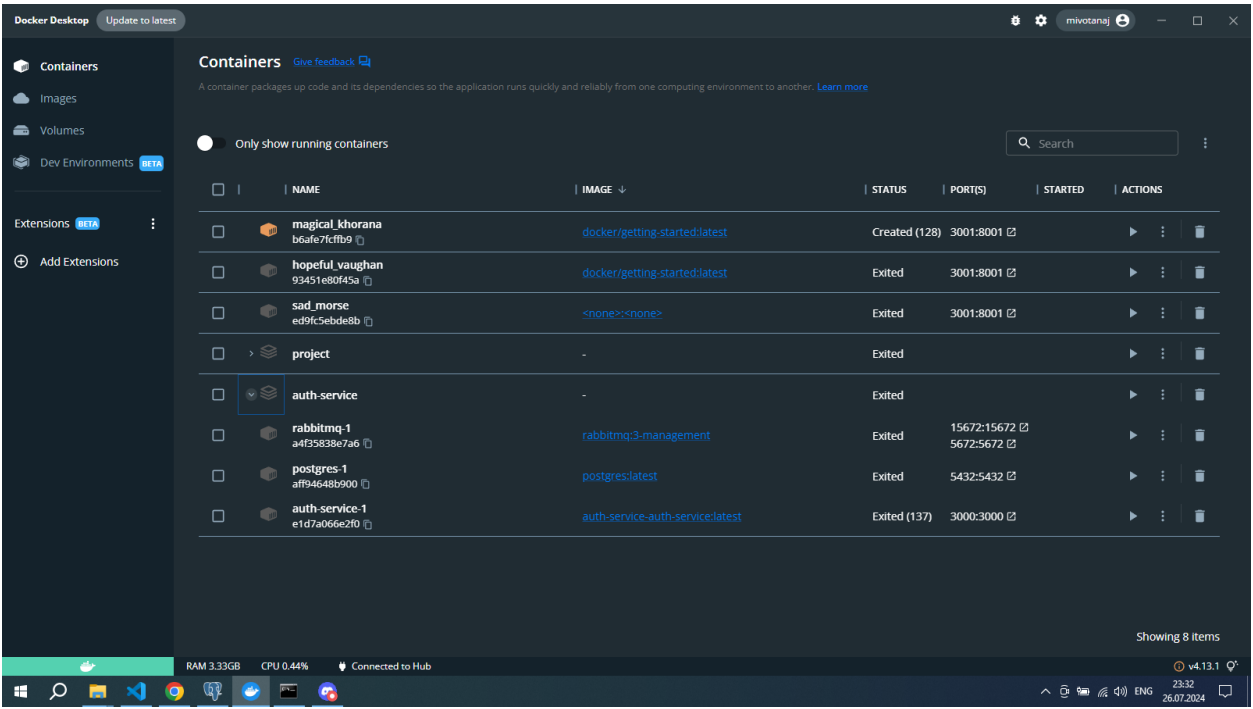 Docker Desktop Update to latest mivotanaj
Containers
Images
Volumes
Dev Environments BETA
Extensions BETA
Add Extensions
Containers Give feedback
A container packages up code and its dependencies so the application runs quickly and reliably from one computing environment to another. Learn more
Only show running containers Search
NAME IMAGE STATUS PORT(S) STARTED ACTIONS
magical_khorana docker/getting-started:latest Created (128) 3001:8001
b6afe7fcffb9
hopeful_vaughan docker/getting-started:latest Exited 3001:8001
93451e80f45a
sad_morse <none>:<none> Exited 3001:8001
ed9fc5ebde8b
project - Exited
auth-service - Exited
rabbitmq-1 rabbitmq:3-management Exited 15672:15672
a4f35838e7a6 5672:5672
postgres-1 postgres:latest Exited 5432:5432
aff94648b900
auth-service-1 auth-service-auth-service:latest Exited (137) 3000:3000
e1d7a066e2f0
Showing 8 items
RAM 3.33GB CPU 0.44% Connected to Hub v4.13.1
ENG 23:32
26.07.2024